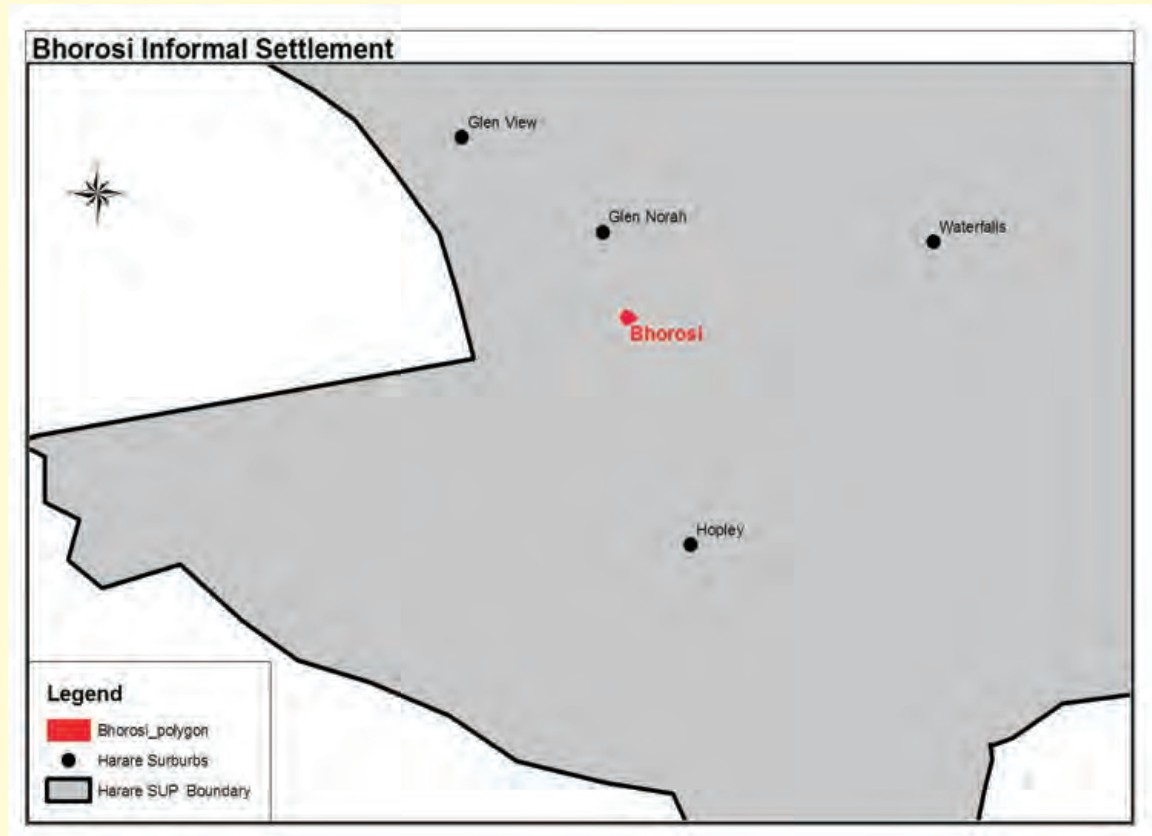 Bhorosi Informal Settlement
Glen View
Glen Norah
Waterfalls
Bhorosi
Hopley
Legend
Bhorosi_polygon
Harare Surburbs
Harare SUP Boundary